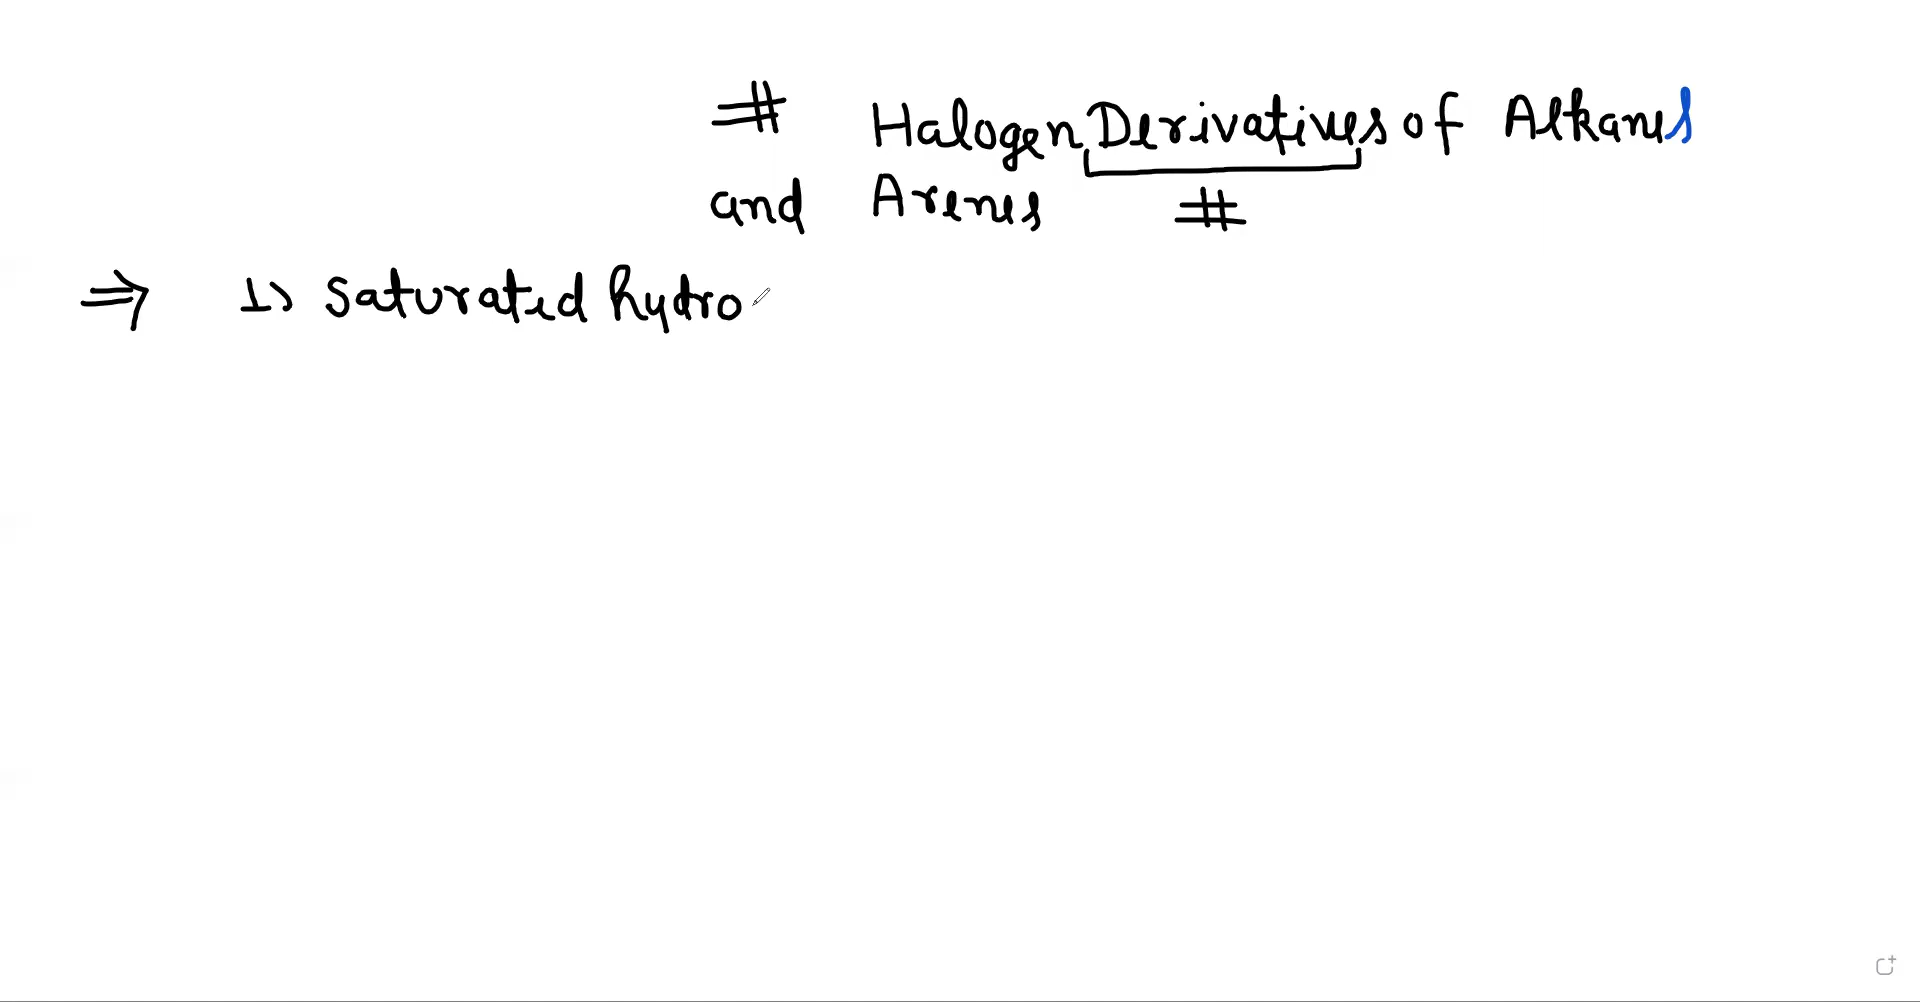 # Halogen Derivatives of Alkanes
and Arenes #
⇒ 1) Saturated hydro